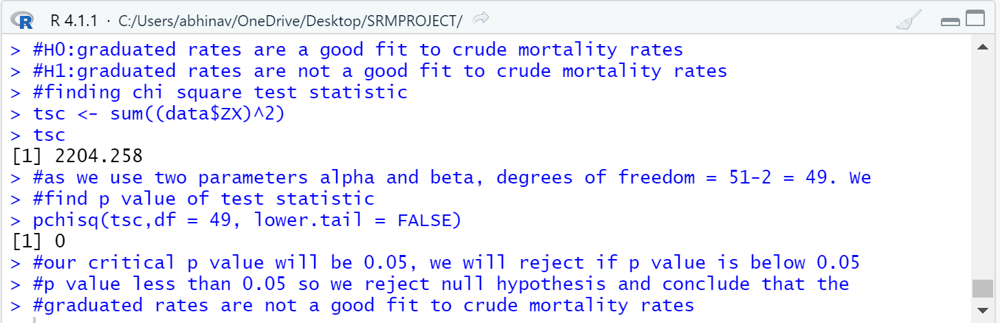 R R 4.1.1 · C:/Users/abhinav/OneDrive/Desktop/SRMPROJECT/
> #H0:graduated rates are a good fit to crude mortality rates
> #H1:graduated rates are not a good fit to crude mortality rates
> #finding chi square test statistic
> tsc <- sum((data$ZX)^2)
> tsc
[1] 2204.258
> #as we use two parameters alpha and beta, degrees of freedom = 51-2 = 49. We
> #find p value of test statistic
> pchisq(tsc,df = 49, lower.tail = FALSE)
[1] 0
> #our critical p value will be 0.05, we will reject if p value is below 0.05
> #p value less than 0.05 so we reject null hypothesis and conclude that the
> #graduated rates are not a good fit to crude mortality rates